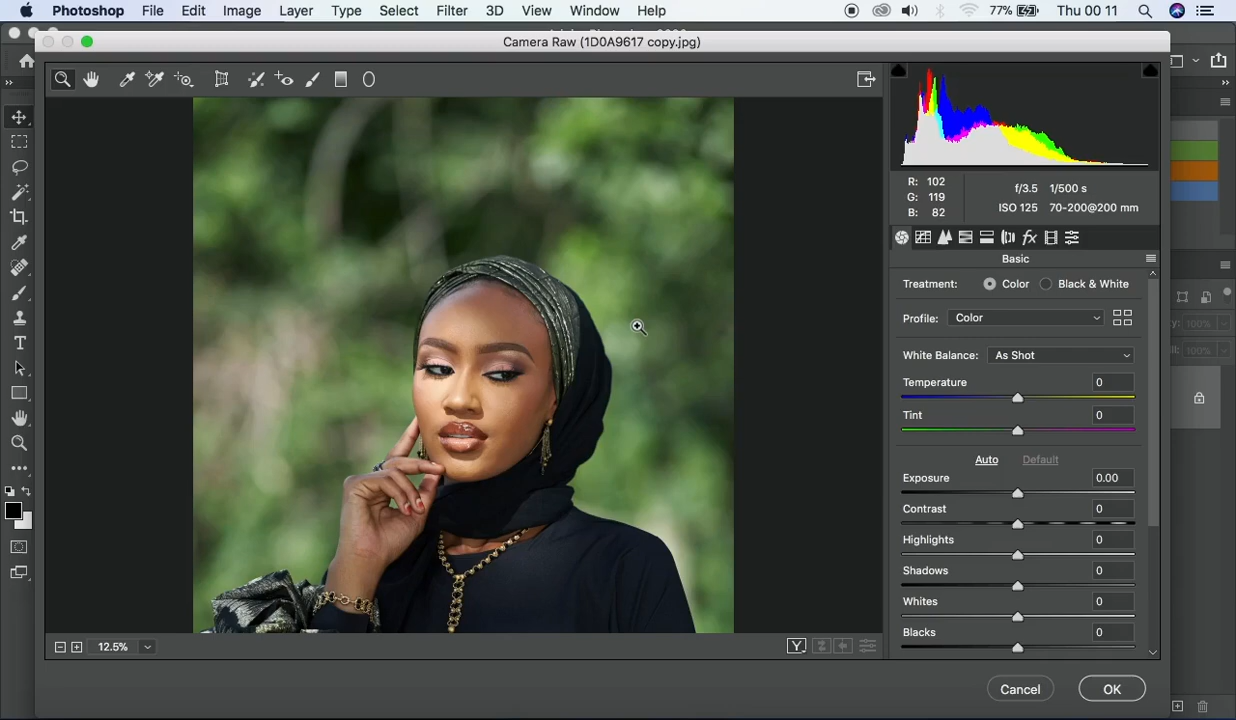 Photoshop File Edit Image Layer Type Select Filter 3D View Window Help 77% Thu 00 11
Camera Raw (1D0A9617 copy.jpg)
R: 102
G: 119
B: 82
f/3.5 1/500 s
ISO 125 70-200@200 mm
fx
Basic
Treatment: Color Black & White
Profile: Color
White Balance: As Shot
Temperature 0
Tint 0
Auto Default
Exposure 0.00
Contrast 0
Highlights 0
Shadows 0
Whites 0
Blacks 0
12.5% Y
Cancel OK
100%